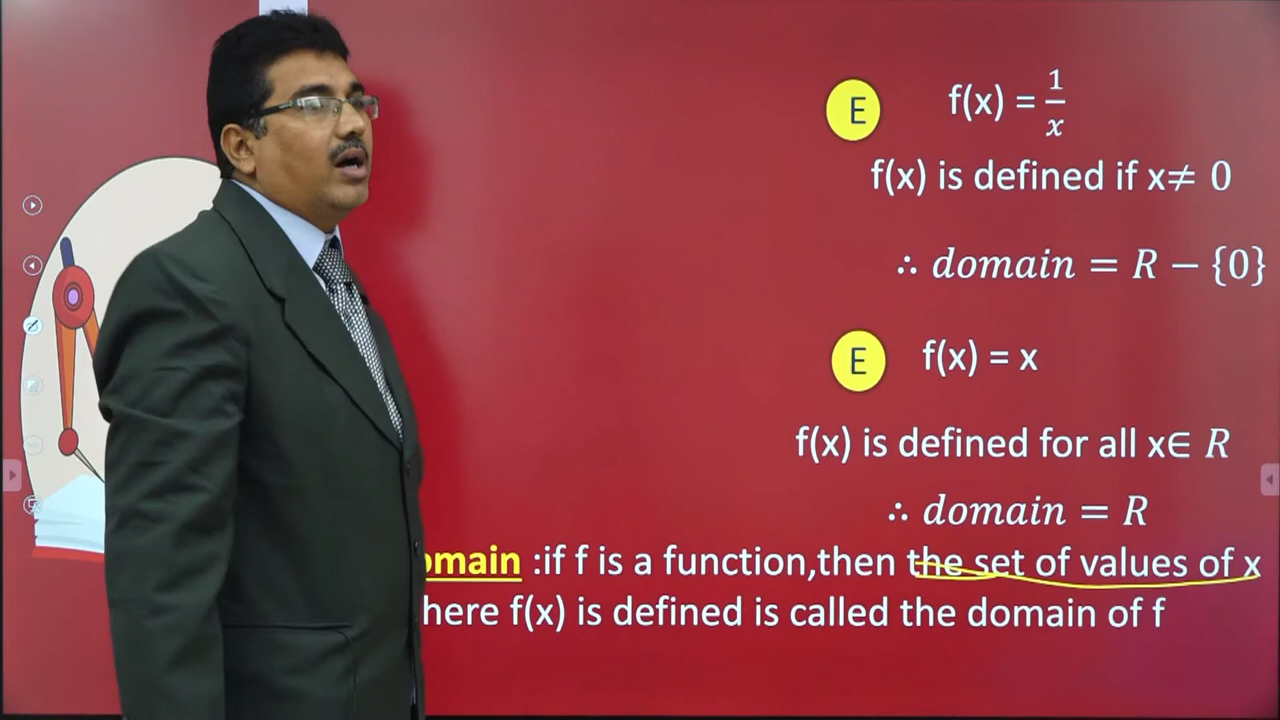 E f(x) = 1/x
f(x) is defined if x≠ 0
∴ domain = R − {0}
E f(x) = x
f(x) is defined for all x∈ R
∴ domain = R
omain :if f is a function,then the set of values of x
here f(x) is defined is called the domain of f